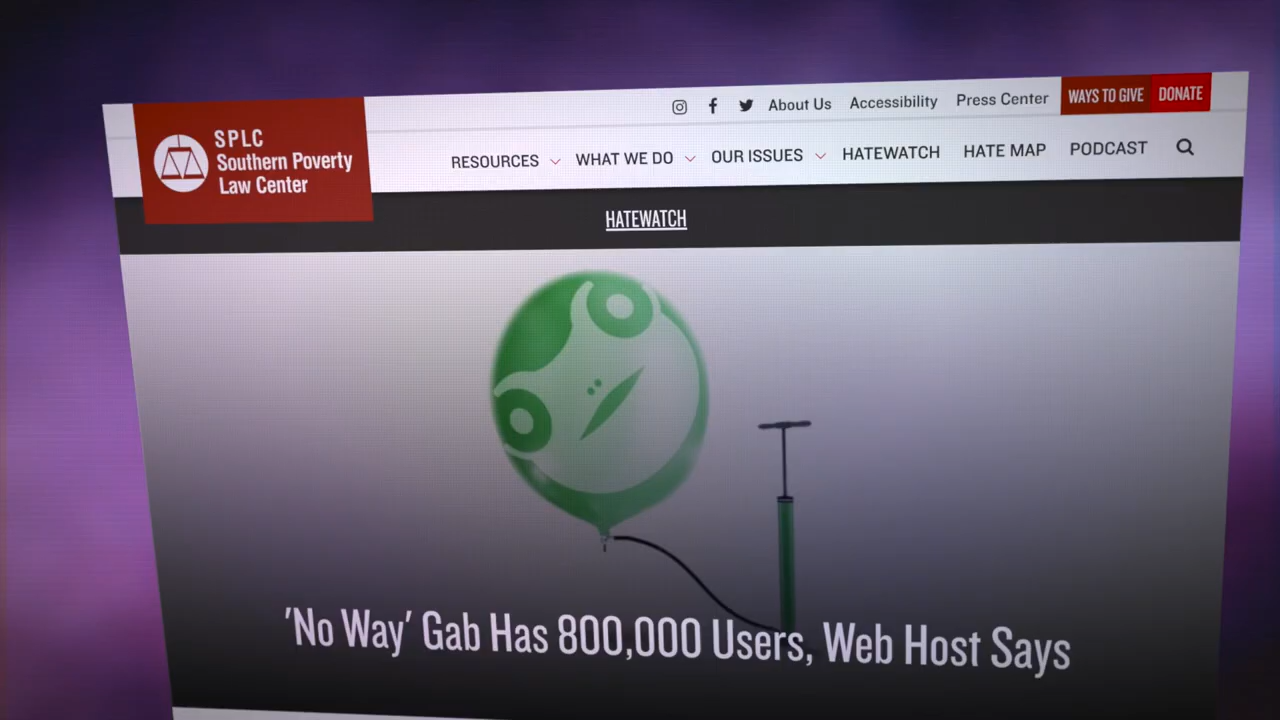 SPLC
Southern Poverty
Law Center
About Us Accessibility Press Center WAYS TO GIVE DONATE
RESOURCES WHAT WE DO OUR ISSUES HATEWATCH HATE MAP PODCAST
HATEWATCH
'No Way' Gab Has 800,000 Users, Web Host Says